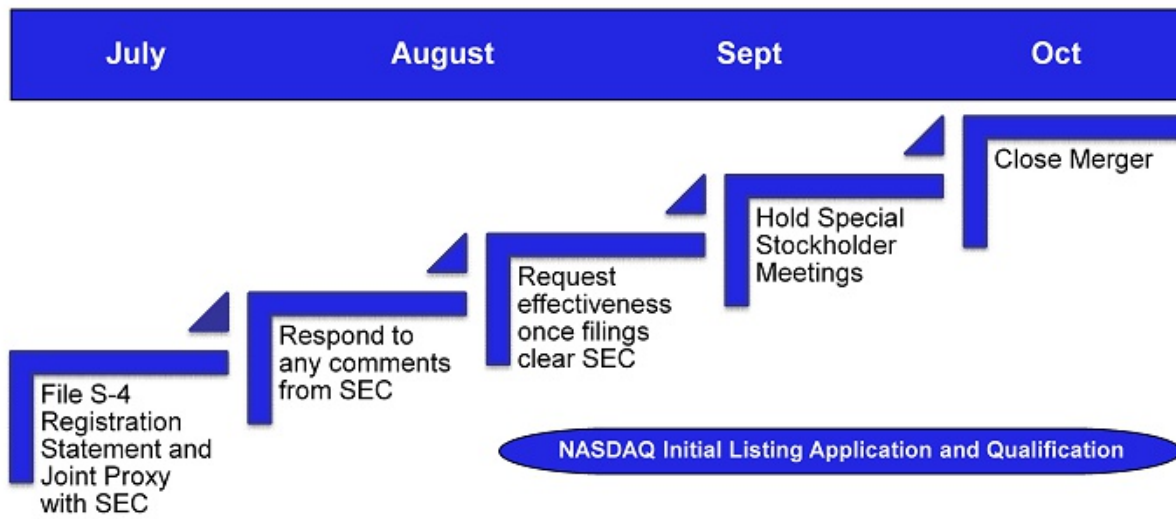 July August Sept Oct
File S-4
Registration
Statement and
Joint Proxy
with SEC
Respond to
any comments
from SEC
Request
effectiveness
once filings
clear SEC
Hold Special
Stockholder
Meetings
Close Merger
NASDAQ Initial Listing Application and Qualification